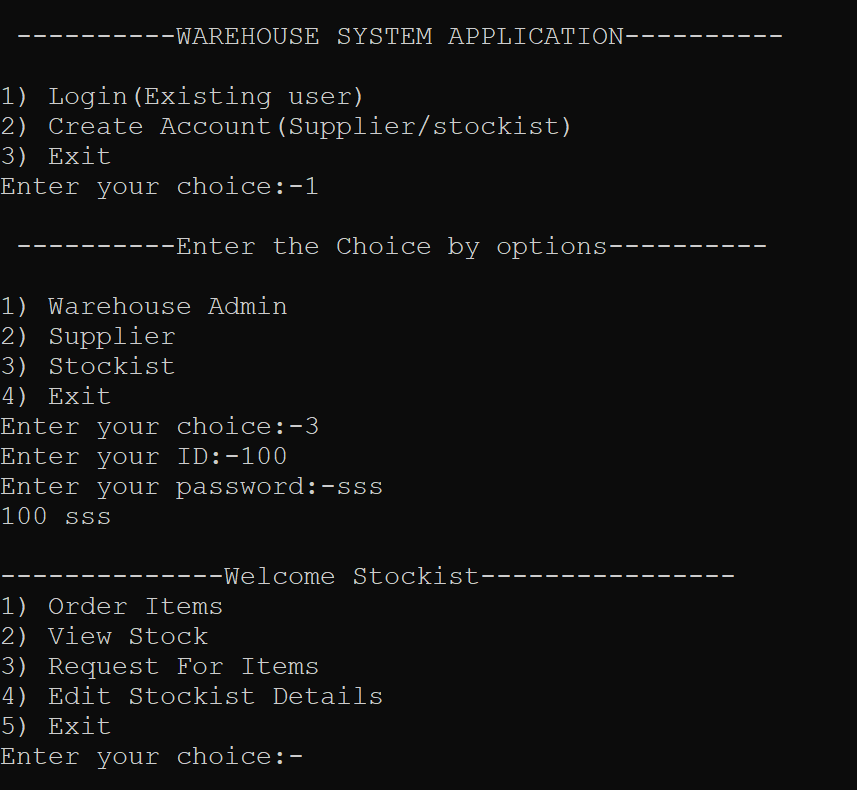 ----------WAREHOUSE SYSTEM APPLICATION----------
1) Login(Existing user)
2) Create Account(Supplier/stockist)
3) Exit
Enter your choice:-1
----------Enter the Choice by options----------
1) Warehouse Admin
2) Supplier
3) Stockist
4) Exit
Enter your choice:-3
Enter your ID:-100
Enter your password:-sss
100 sss
--------------Welcome Stockist----------------
1) Order Items
2) View Stock
3) Request For Items
4) Edit Stockist Details
5) Exit
Enter your choice:-